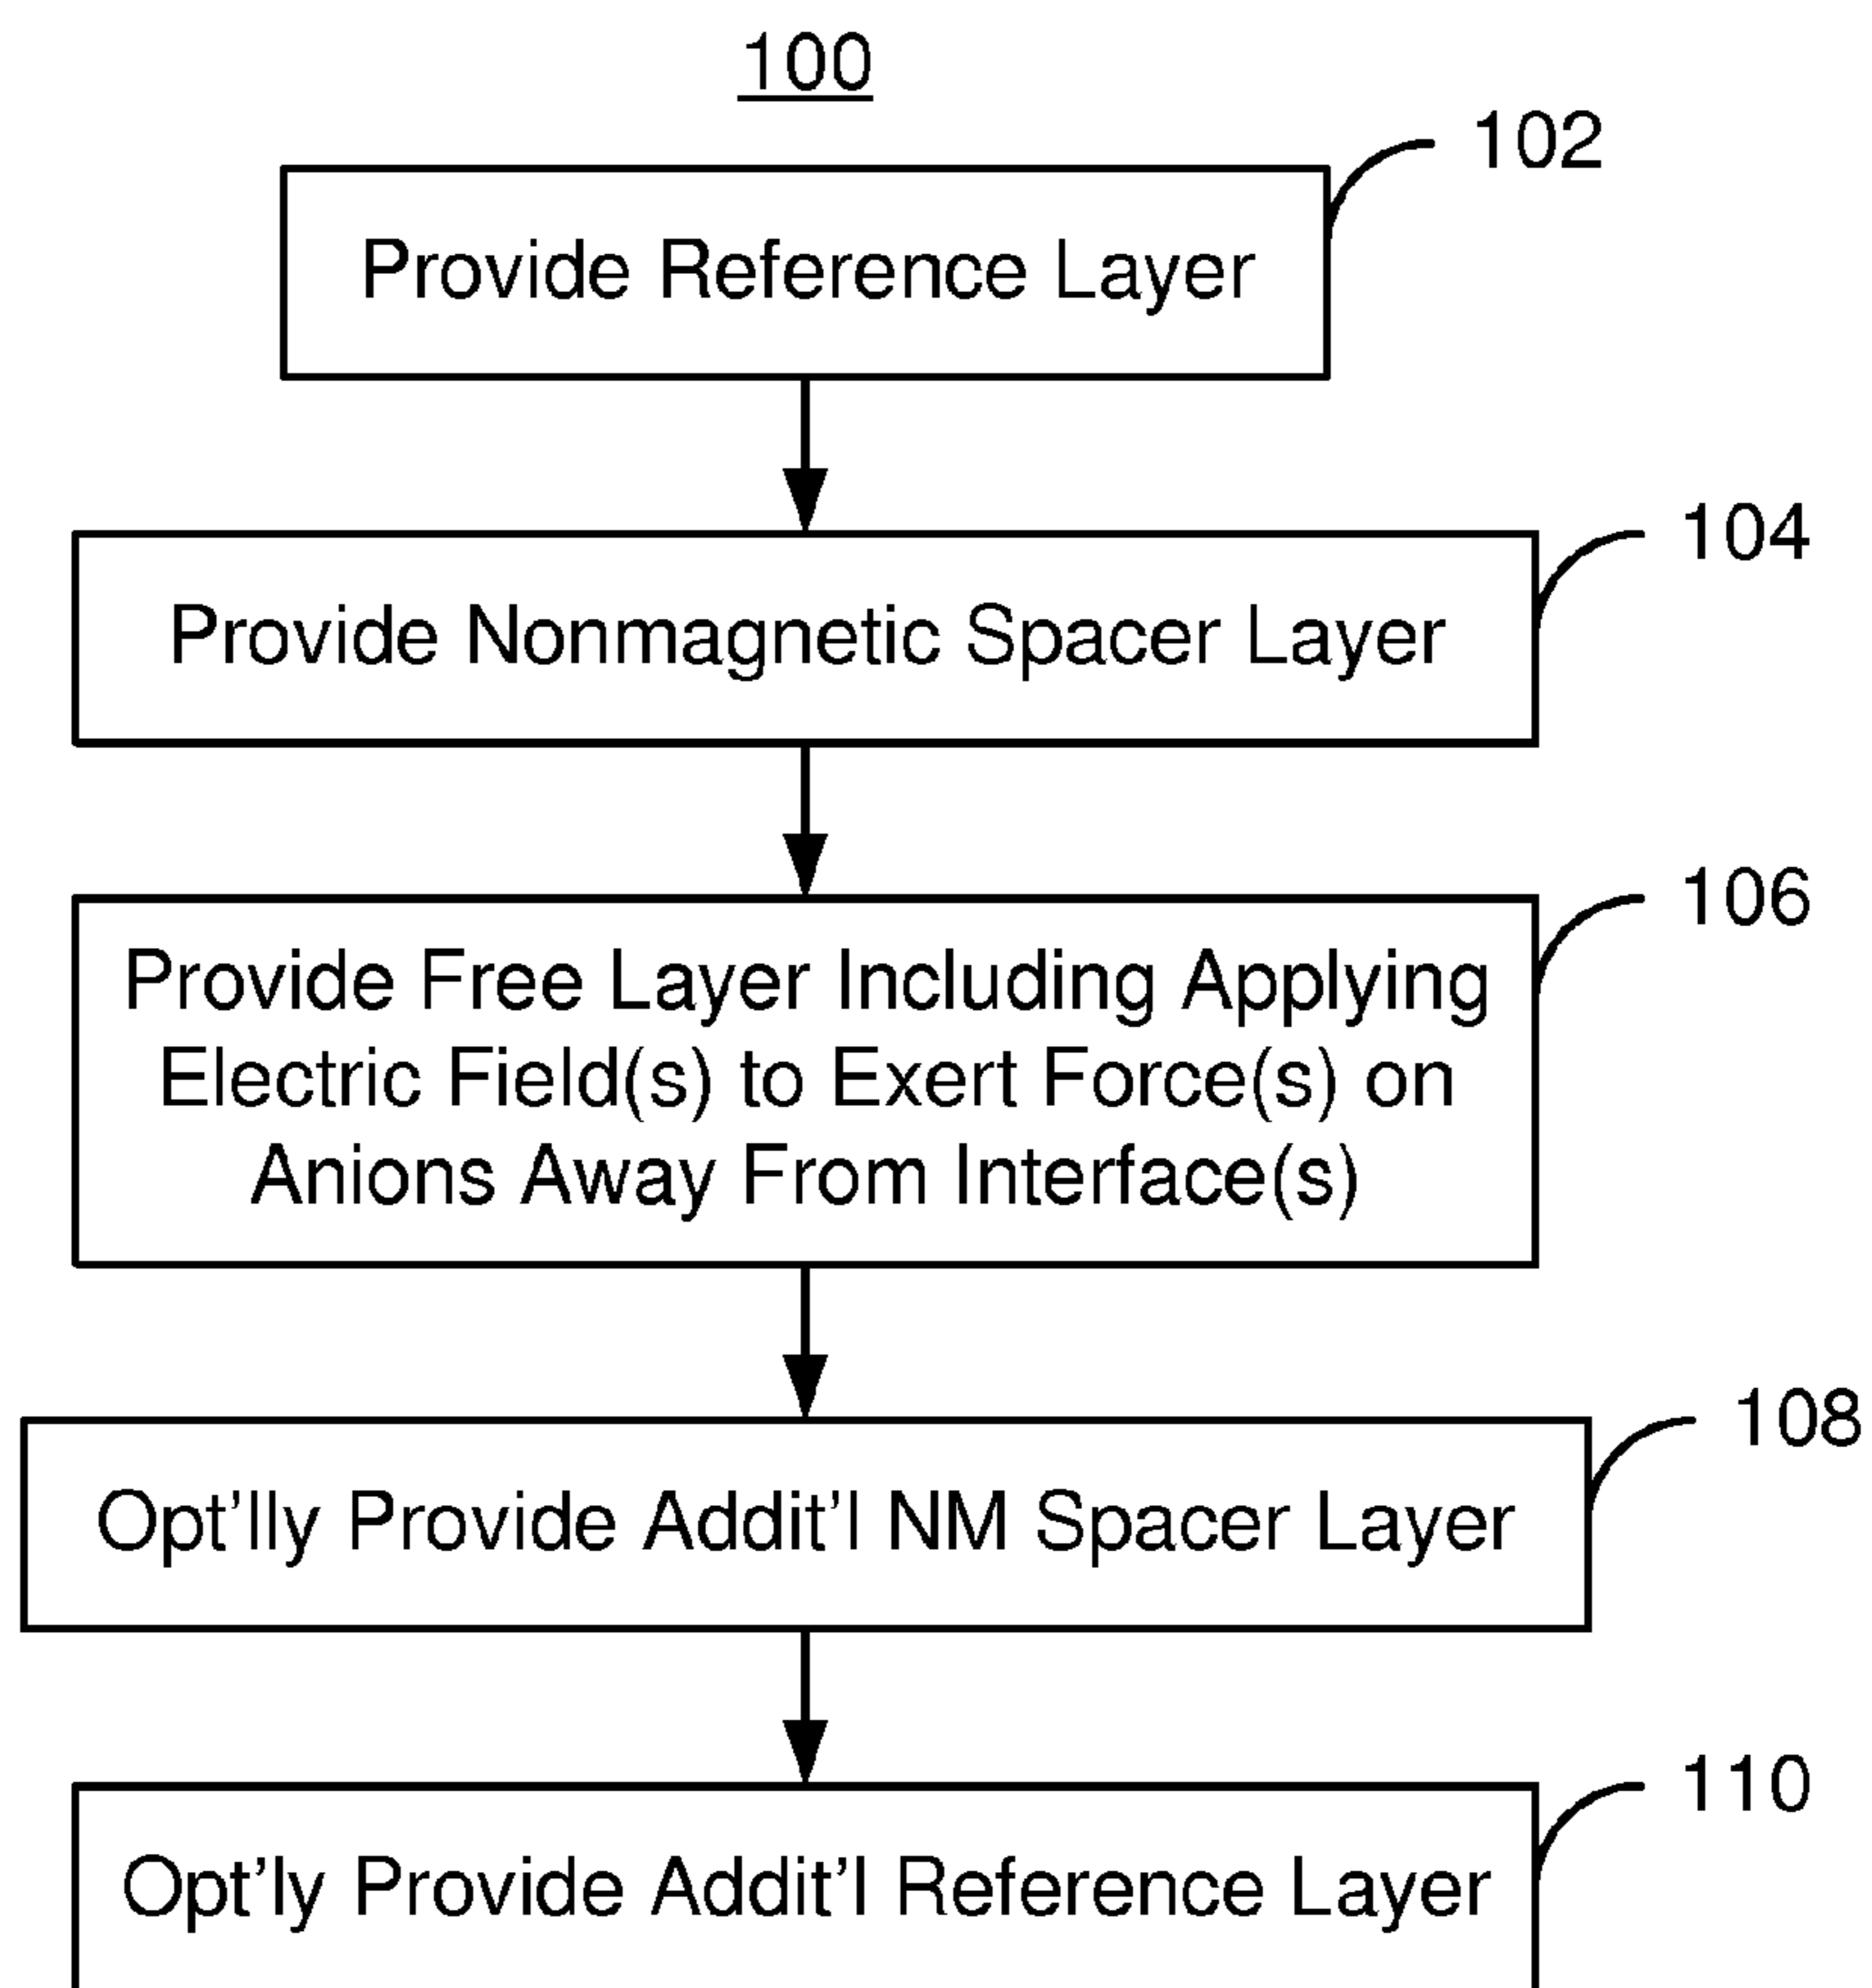 100
102
Provide Reference Layer
104
Provide Nonmagnetic Spacer Layer
106
Provide Free Layer Including Applying
Electric Field(s) to Exert Force(s) on
Anions Away From Interface(s)
108
Opt'lly Provide Addit'l NM Spacer Layer
110
Opt'ly Provide Addit'l Reference Layer